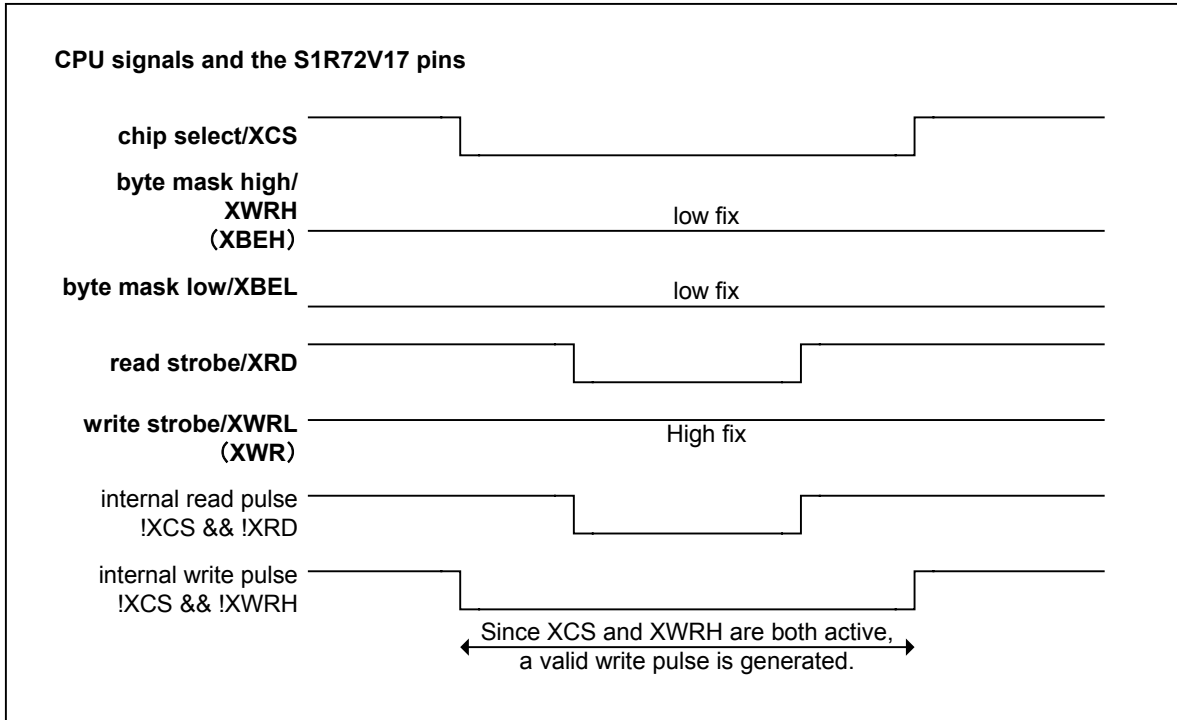 CPU signals and the S1R72V17 pins
chip select/XCS
byte mask high/
XWRH
（XBEH）
low fix
byte mask low/XBEL
low fix
read strobe/XRD
write strobe/XWRL
（XWR）
High fix
internal read pulse
!XCS && !XRD
internal write pulse
!XCS && !XWRH
Since XCS and XWRH are both active,
a valid write pulse is generated.